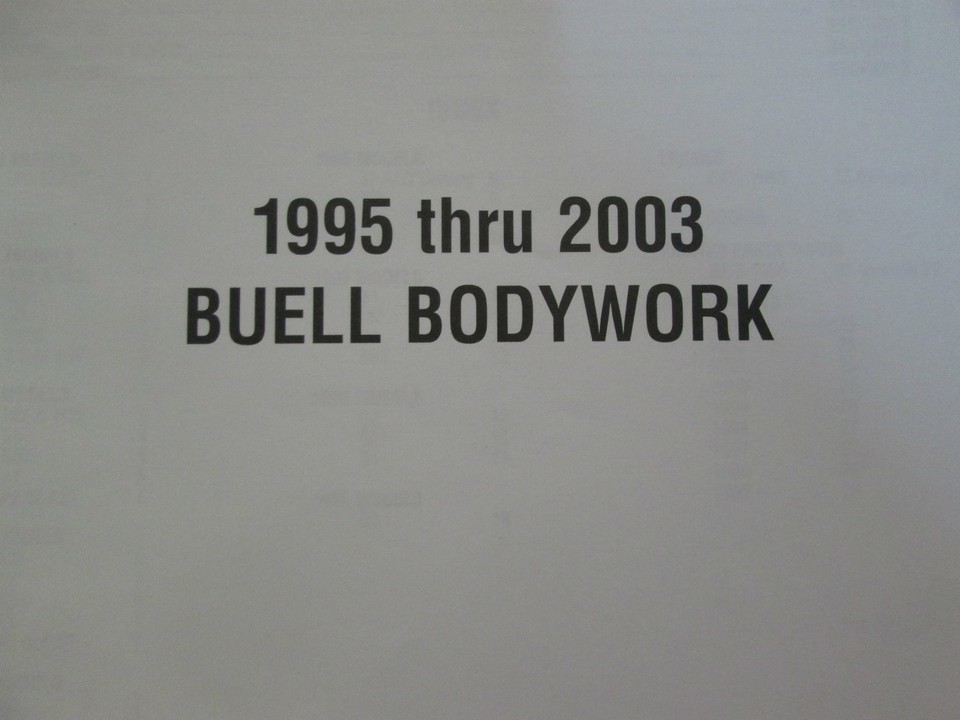 1995 thru 2003
BUELL BODYWORK